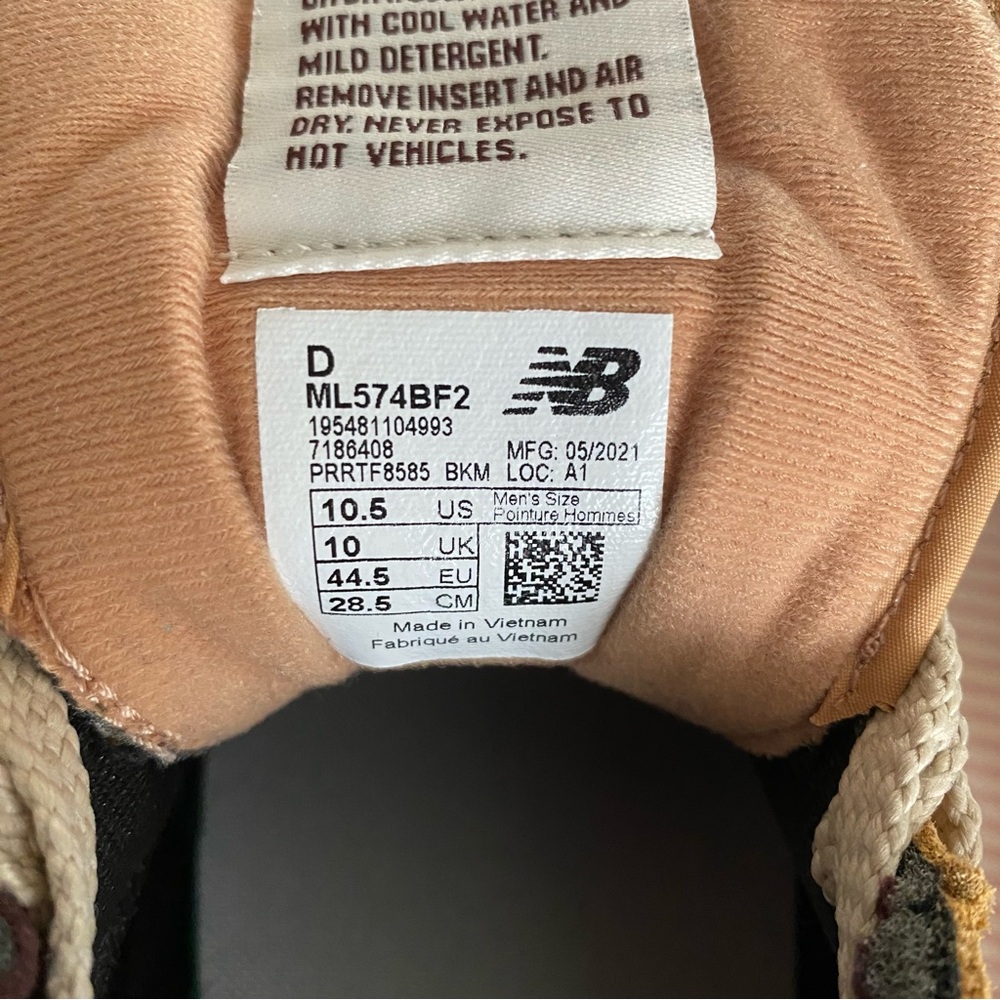 WITH COOL WATER AND
MILD DETERGENT.
REMOVE INSERT AND AIR
DRY. NEVER EXPOSE TO
HOT VEHICLES.
D
ML574BF2
NB
195481104993
7186408
MFG: 05/2021
PRRTF8585 BKM LOC: A1
10.5 US Men's Size
Pointure Hommes
10 UK
44.5 EU
28.5 CM
Made in Vietnam
Fabriqué au Vietnam